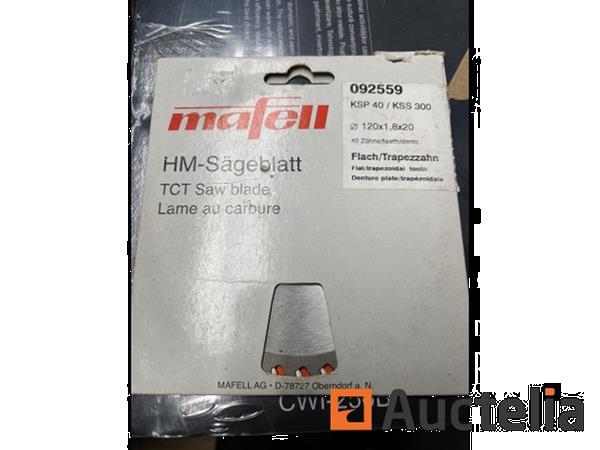 092559
KSP 40 / KSS 300
Ø 120x1,8x20
40 Zähne/teeth/dents
Flach/Trapezzahn
Flat/trapezoidal tooth
Denture plate/trapézoïdale
mafell
HM-Sägeblatt
TCT Saw blade
Lame au carbure
MAFELL AG · D-78727 Oberndorf a. N.
Auctelia